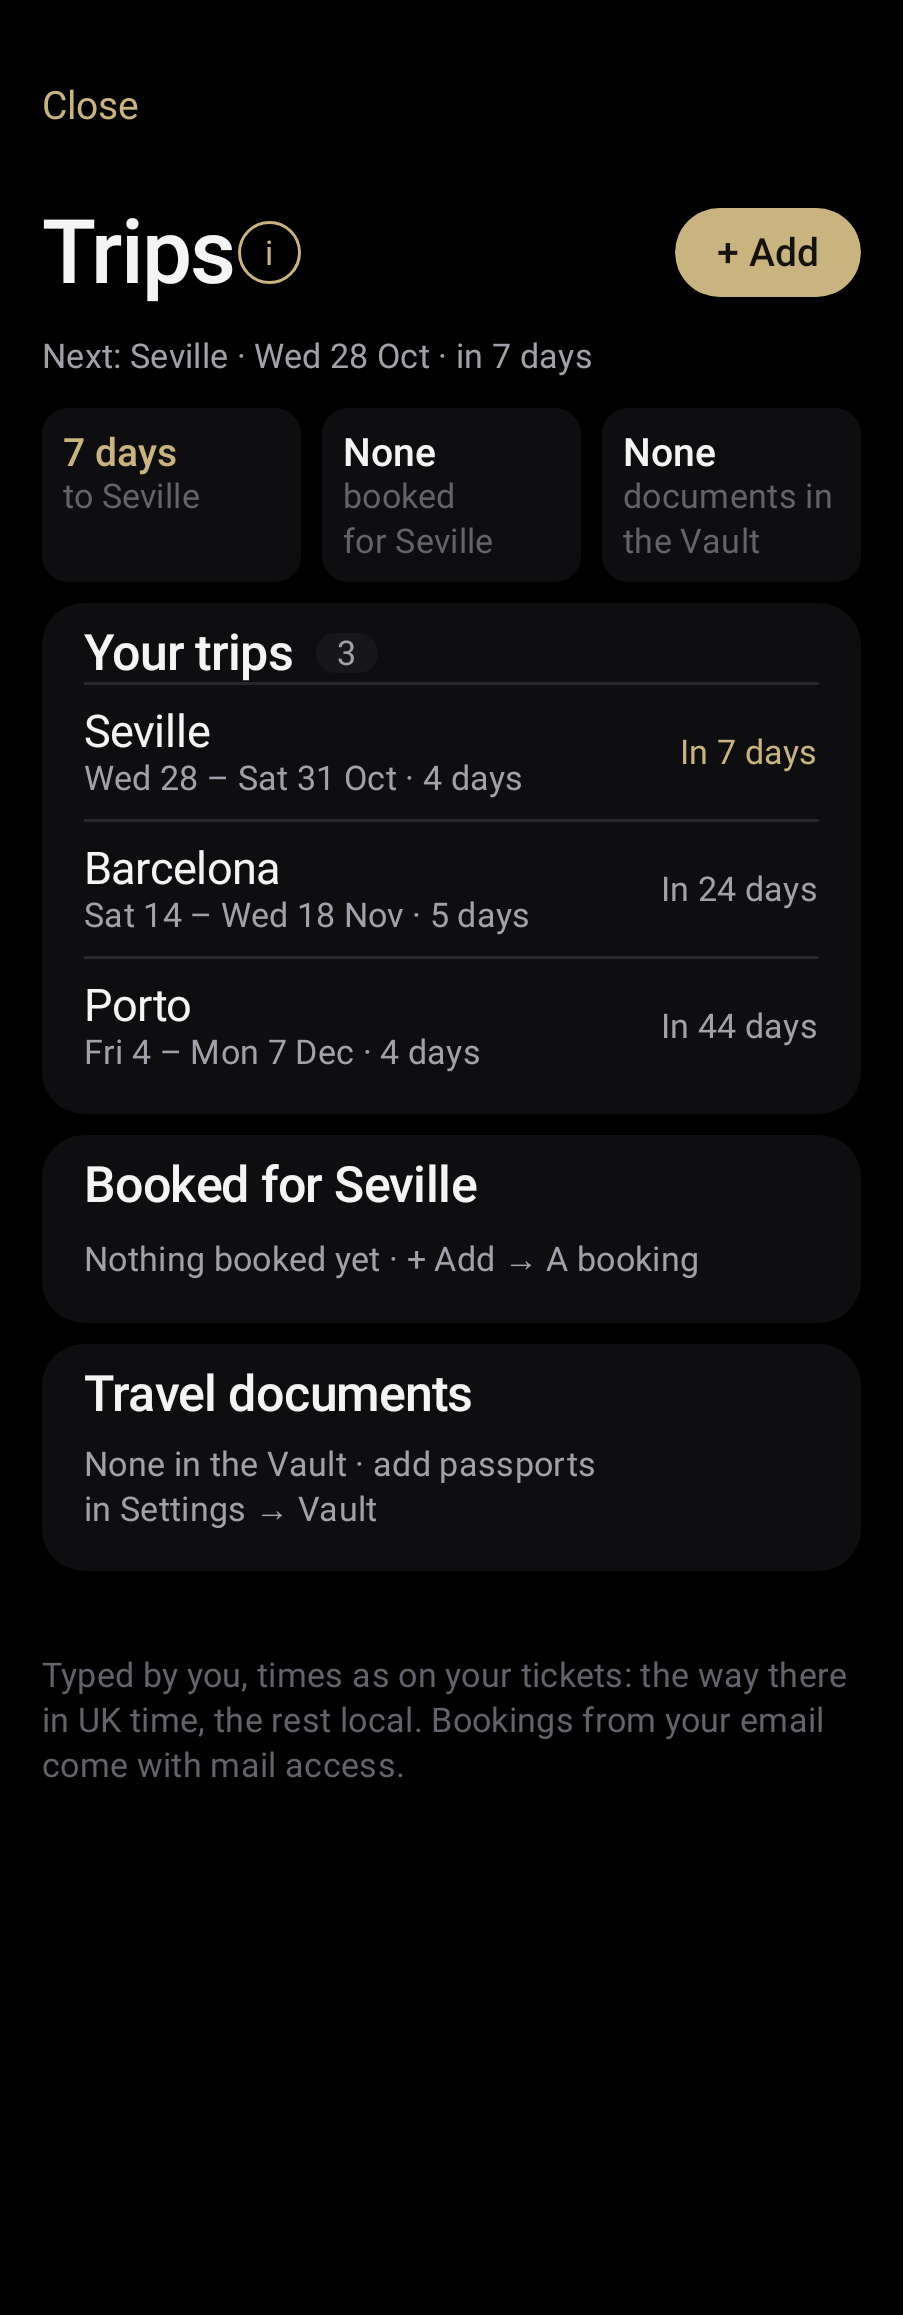 Close
Trips i
+ Add
Next: Seville · Wed 28 Oct · in 7 days
7 days
to Seville
None
booked
for Seville
None
documents in
the Vault
Your trips 3
Seville
Wed 28 – Sat 31 Oct · 4 days
In 7 days
Barcelona
Sat 14 – Wed 18 Nov · 5 days
In 24 days
Porto
Fri 4 – Mon 7 Dec · 4 days
In 44 days
Booked for Seville
Nothing booked yet · + Add → A booking
Travel documents
None in the Vault · add passports
in Settings → Vault
Typed by you, times as on your tickets: the way there
in UK time, the rest local. Bookings from your email
come with mail access.